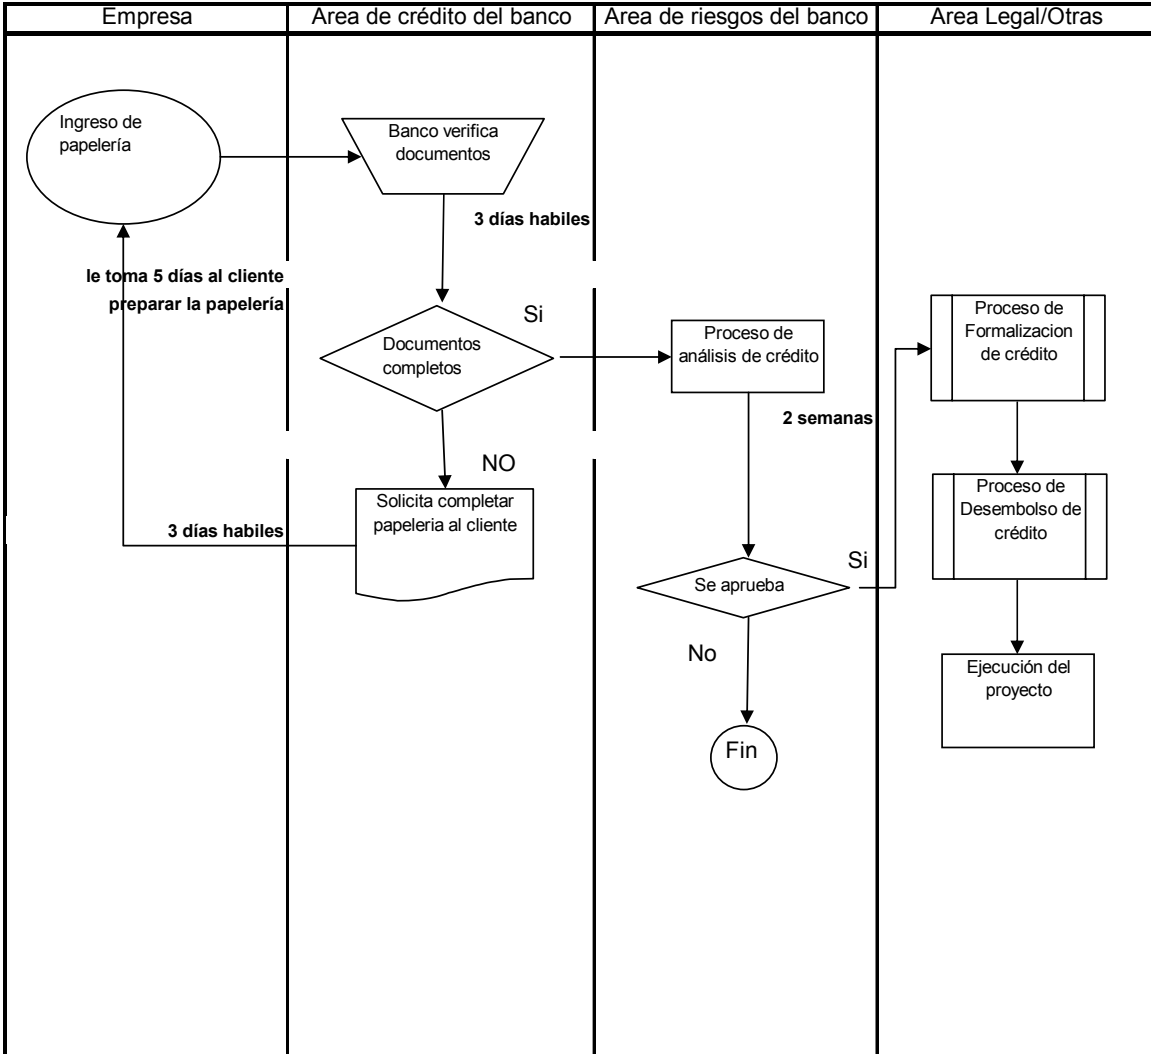 Empresa
Area de crédito del banco
Area de riesgos del banco
Area Legal/Otras
Ingreso de
papelería
Banco verifica
documentos
3 días habiles
le toma 5 días al cliente
preparar la papelería
Documentos
completos
Si
Proceso de
análisis de crédito
2 semanas
Proceso de
Formalizacion
de crédito
NO
Solicita completar
papeleria al cliente
3 días habiles
Proceso de
Desembolso de
crédito
Se aprueba
Si
No
Fin
Ejecución del
proyecto